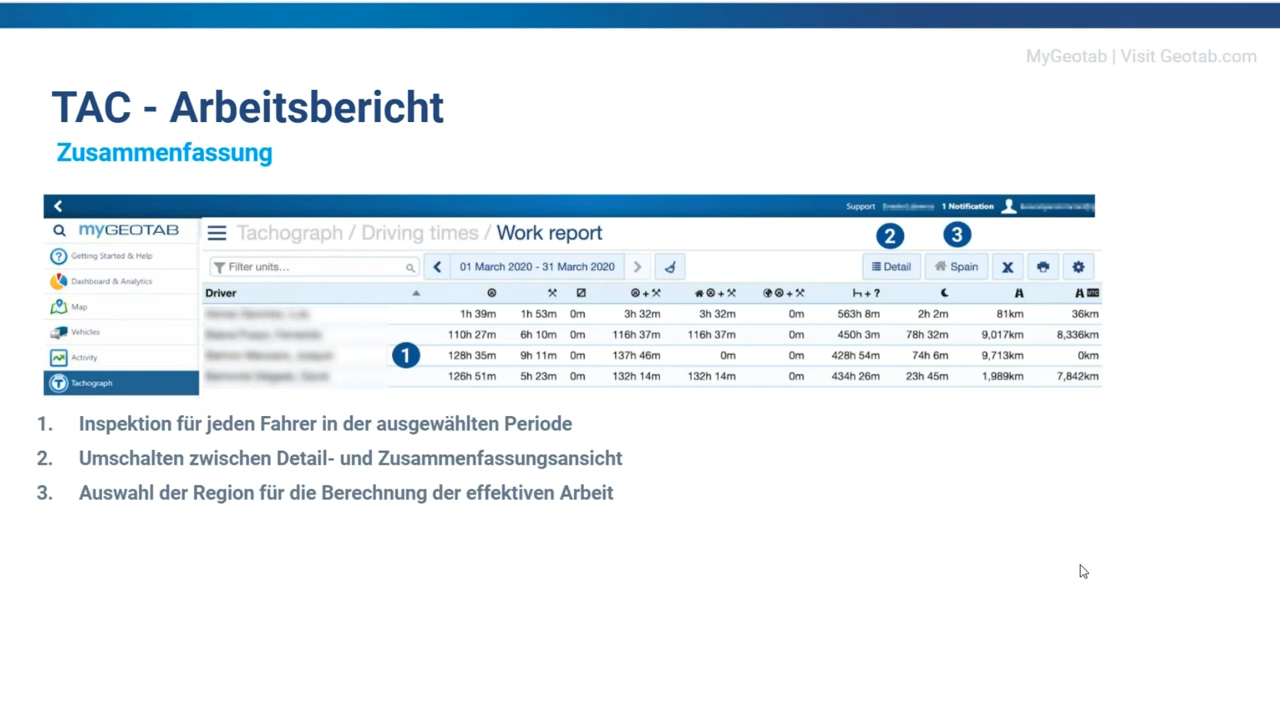 MyGeotab | Visit Geotab.com
TAC - Arbeitsbericht
Zusammenfassung
Support 1 Notification
myGEOTAB
Tachograph / Driving times / Work report
2 3
Getting Started & Help
Filter units...
01 March 2020 - 31 March 2020
Detail
Spain
X
Dashboard & Analytics
Driver
Map
1h 39m 1h 53m 0m 3h 32m 3h 32m 0m 563h 8m 2h 2m 81km 36km
Vehicles
110h 27m 6h 10m 0m 116h 37m 116h 37m 0m 450h 3m 78h 32m 9,017km 8,336km
Activity
1
128h 35m 9h 11m 0m 137h 46m 0m 0m 428h 54m 74h 6m 9,713km 0km
Tachograph
126h 51m 5h 23m 0m 132h 14m 132h 14m 0m 434h 26m 23h 45m 1,989km 7,842km
1. Inspektion für jeden Fahrer in der ausgewählten Periode
2. Umschalten zwischen Detail- und Zusammenfassungsansicht
3. Auswahl der Region für die Berechnung der effektiven Arbeit